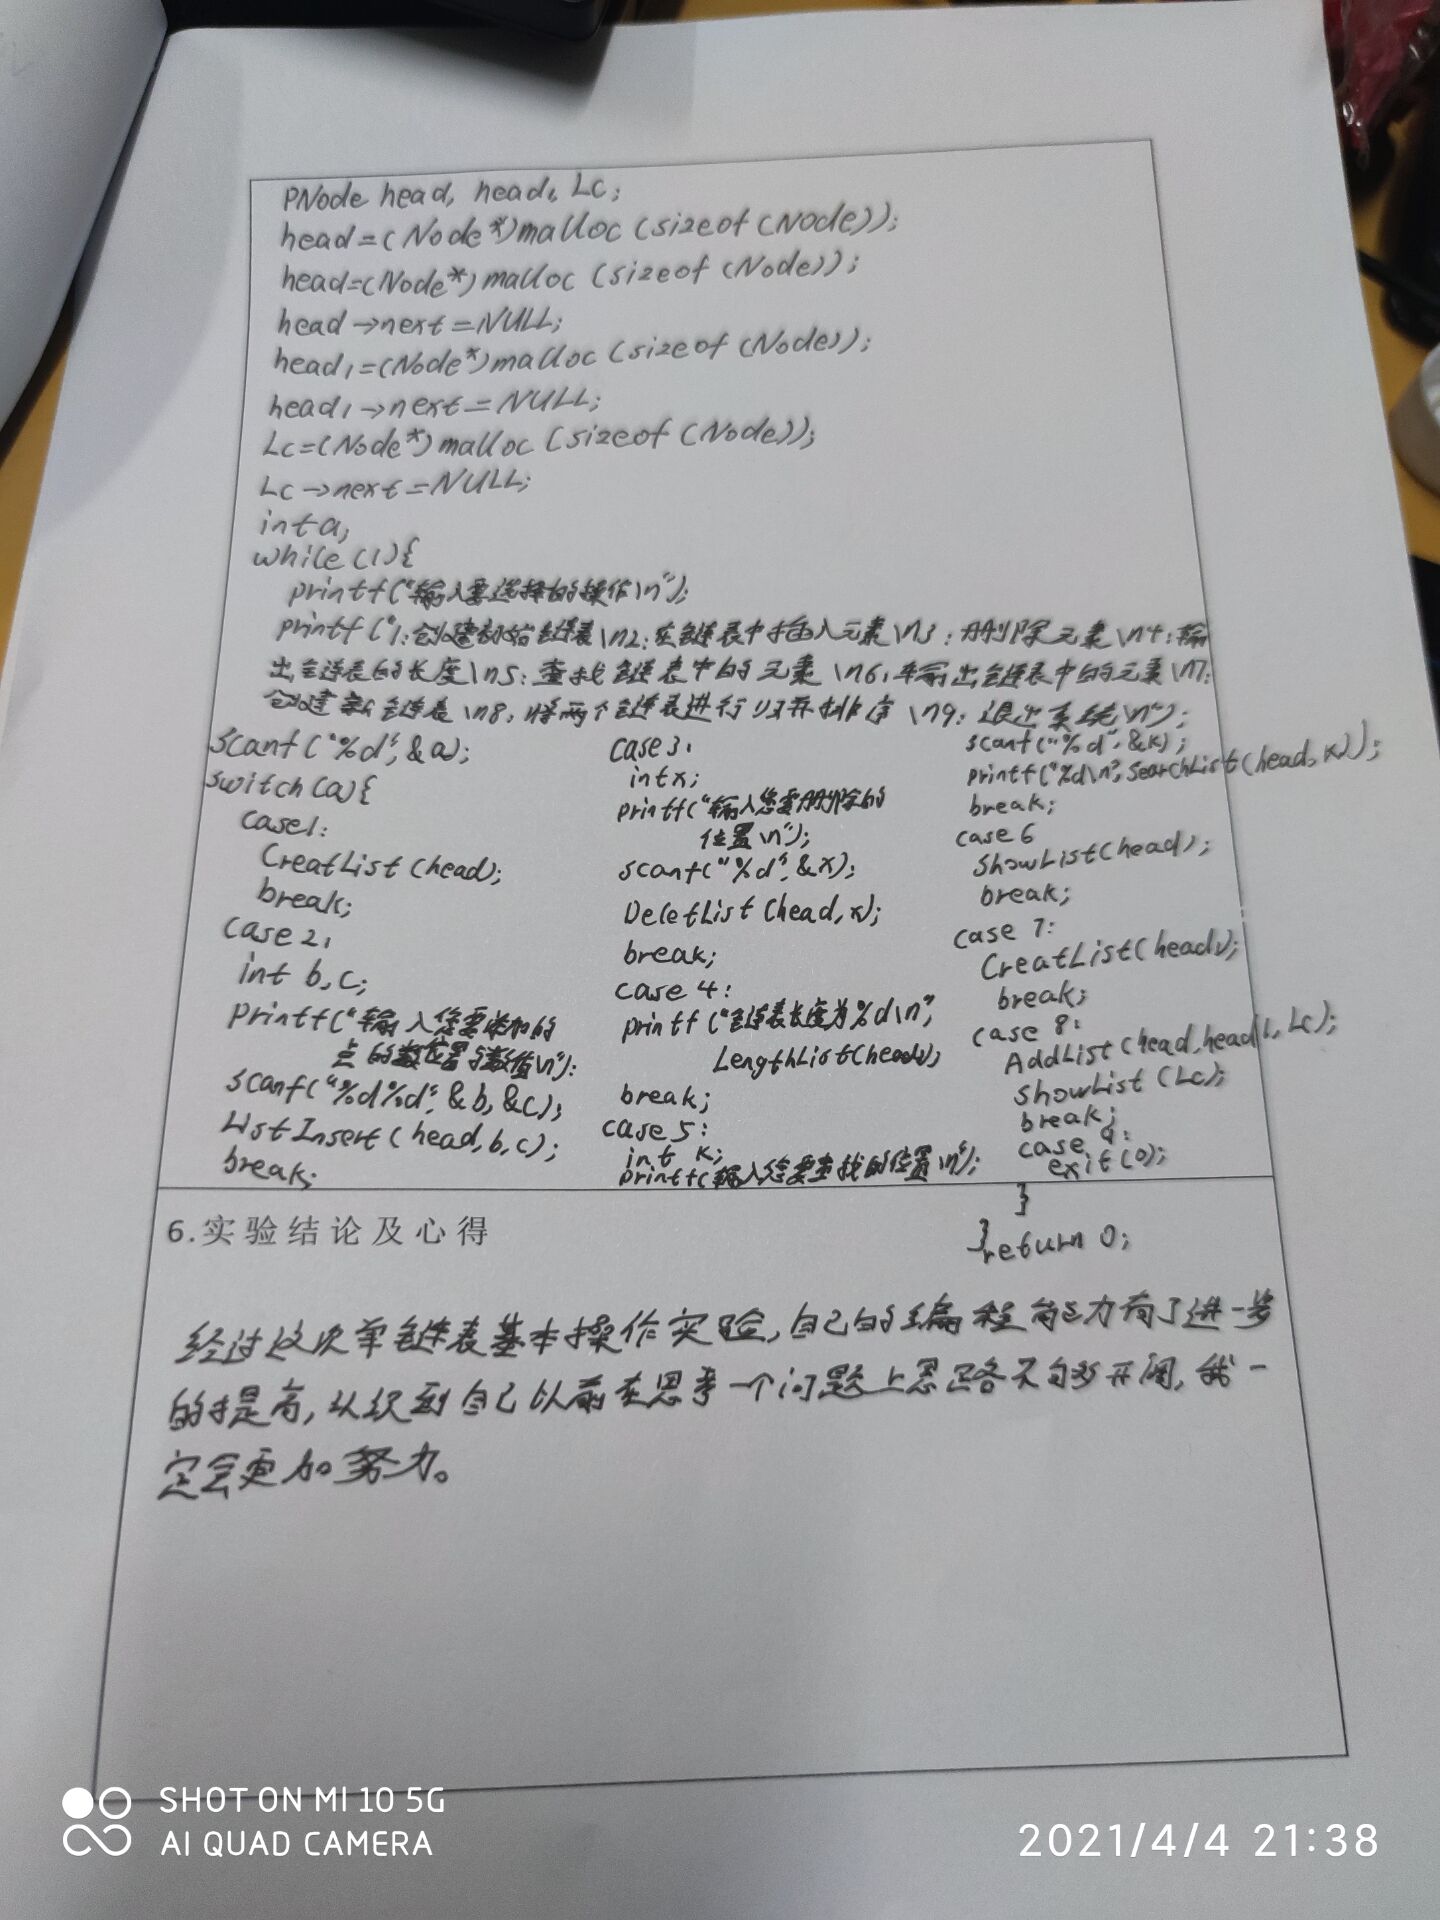 PNode head, head1, Lc;
head=(Node*)malloc(sizeof(Node));
head=(Node*)malloc(sizeof(Node));
head→next=NULL;
head1=(Node*)malloc(sizeof(Node));
head1→next=NULL;
Lc=(Node*)malloc(sizeof(Node));
Lc→next=NULL;
int a;
while(1){
printf("输入要选择的操作\n");
printf("1:创建初始链表\n2:在链表中插入元素\n3:删除元素\n4:输
出链表的长度\n5:查找链表中的元素\n6:输出链表中的元素\n7:
创建新链表\n8:将两个链表进行归并排序\n9:退出系统\n");
scanf("%d",&a);
switch(a){
case1:
CreatList(head);
break;
case 2:
int b,c;
printf("输入您要添加的
点的位置与数值\n"):
scanf("%d%d",&b,&c);
ListInsert(head,b,c);
break;
case 3:
int x;
printf("输入您要删除的
位置\n");
scanf("%d",&x);
DeletList(head,x);
break;
case 4:
printf("链表长度为%d\n",
LengthList(head));
break;
case 5:
int k;
printf(输入您要查找的位置\n");
scanf("%d",&k);
printf("%d\n",SearchList(head,k));
break;
case 6
ShowList(head);
break;
case 7:
CreatList(head1);
break;
case 8:
AddList(head,head1,Lc);
ShowList(Lc);
break;
case 9:
exit(0);
}
}return 0;
6.实验结论及心得
经过这次单链表基本操作实验,自己的编程能力有了进一步
的提高,认识到自己以前在思考一个问题上思路不够开阔,我一
定会更加努力。
SHOT ON MI 10 5G
AI QUAD CAMERA
2021/4/4 21:38